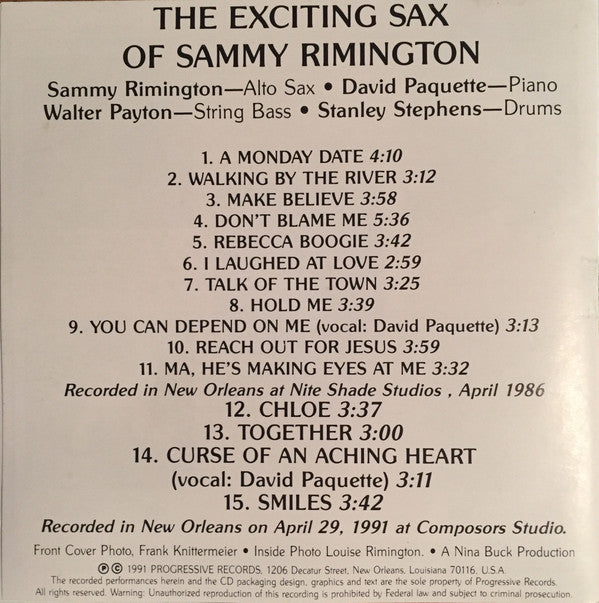 THE EXCITING SAX
OF SAMMY RIMINGTON
Sammy Rimington—Alto Sax • David Paquette—Piano
Walter Payton—String Bass • Stanley Stephens—Drums
1. A MONDAY DATE 4:10
2. WALKING BY THE RIVER 3:12
3. MAKE BELIEVE 3:58
4. DON'T BLAME ME 5:36
5. REBECCA BOOGIE 3:42
6. I LAUGHED AT LOVE 2:59
7. TALK OF THE TOWN 3:25
8. HOLD ME 3:39
9. YOU CAN DEPEND ON ME (vocal: David Paquette) 3:13
10. REACH OUT FOR JESUS 3:59
11. MA, HE'S MAKING EYES AT ME 3:32
Recorded in New Orleans at Nite Shade Studios , April 1986
12. CHLOE 3:37
13. TOGETHER 3:00
14. CURSE OF AN ACHING HEART
(vocal: David Paquette) 3:11
15. SMILES 3:42
Recorded in New Orleans on April 29, 1991 at Composors Studio.
Front Cover Photo, Frank Knittermeier • Inside Photo Louise Rimington. • A Nina Buck Production
℗ © 1991 PROGRESSIVE RECORDS, 1206 Decatur Street, New Orleans, Louisiana 70116, U.S.A.
The recorded performances herein and the CD packaging design, graphics and text are the sole property of Progressive Records.
All rights reserved. Warning: Unauthorized reproduction of this recording is prohibited by Federal law and subject to criminal prosecution.